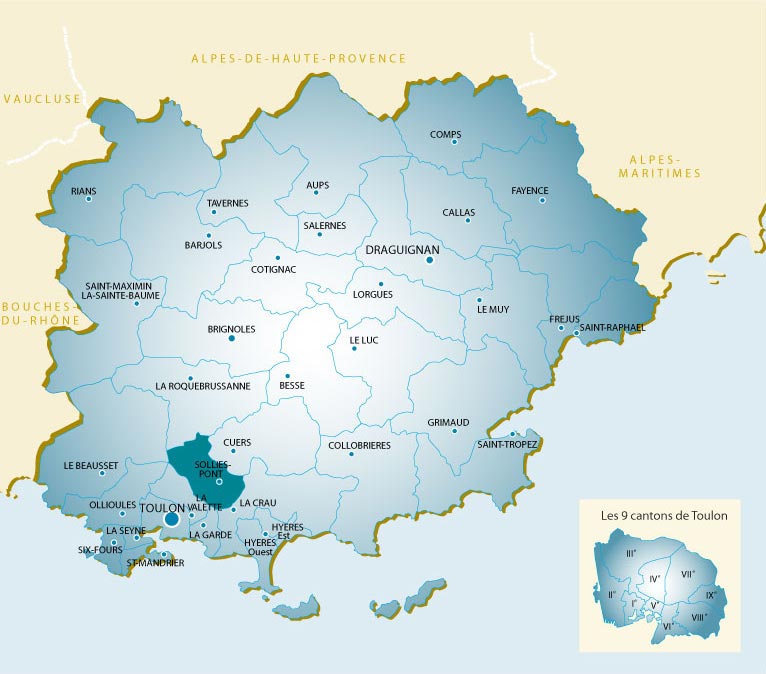 ALPES-DE-HAUTE-PROVENCE
VAUCLUSE
COMPS
ALPES-
MARITIMES
RIANS
AUPS
FAYENCE
TAVERNES
CALLAS
SALERNES
BARJOLS
DRAGUIGNAN
COTIGNAC
SAINT-MAXIMIN
LA-SAINTE-BAUME
LORGUES
BOUCHES-
DU-RHÔNE
LE MUY
FREJUS
SAINT-RAPHAEL
BRIGNOLES
LE LUC
LA ROQUEBRUSSANNE
BESSE
GRIMAUD
SAINT-TROPEZ
CUERS
COLLOBRIERES
LE BEAUSSET
SOLLIES-
PONT
OLLIOULES
TOULON
LA
VALETTE
LA CRAU
LA SEYNE
LA GARDE
HYERES
Est
HYERES
Ouest
SIX-FOURS
ST-MANDRIER
Les 9 cantons de Toulon
III°
IV°
VII°
II°
I°
V°
IX°
VI°
VIII°